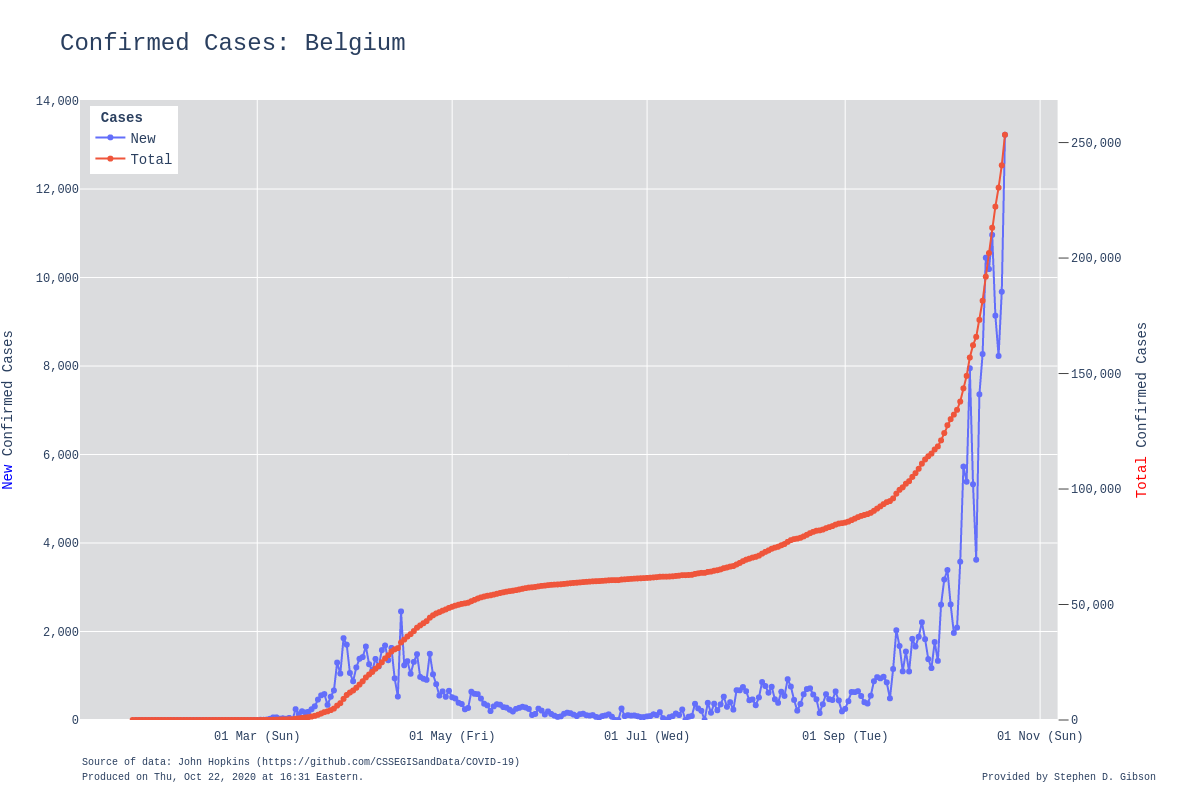 Confirmed Cases: Belgium
Cases
New
Total
14,000
12,000
10,000
8,000
6,000
4,000
2,000
0
250,000
200,000
150,000
100,000
50,000
0
New Confirmed Cases
Total Confirmed Cases
01 Mar (Sun)
01 May (Fri)
01 Jul (Wed)
01 Sep (Tue)
01 Nov (Sun)
Source of data: John Hopkins (https://github.com/CSSEGISandData/COVID-19)
Produced on Thu, Oct 22, 2020 at 16:31 Eastern.
Provided by Stephen D. Gibson